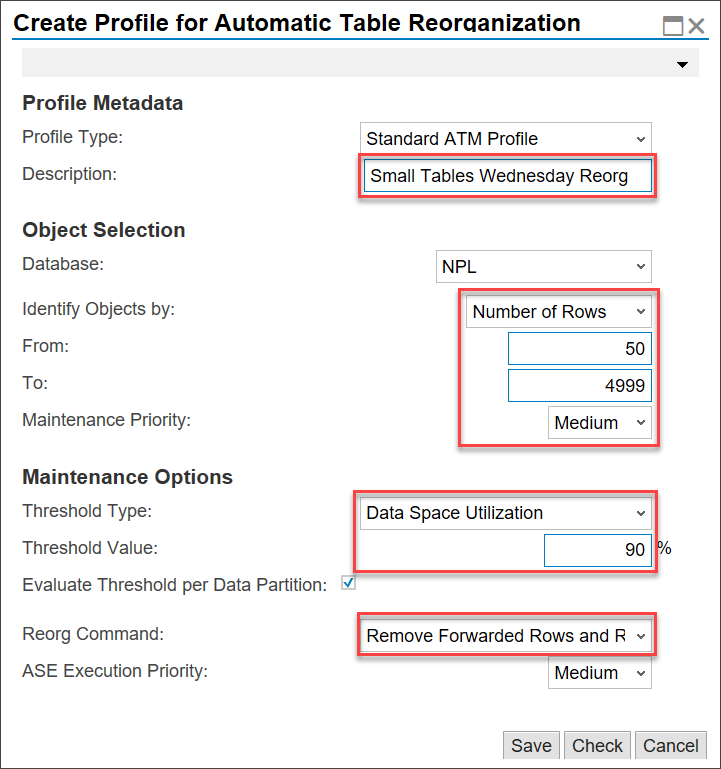 Create Profile for Automatic Table Reorganization
Profile Metadata
Profile Type: Standard ATM Profile
Description: Small Tables Wednesday Reorg
Object Selection
Database: NPL
Identify Objects by: Number of Rows
From: 50
To: 4999
Maintenance Priority: Medium
Maintenance Options
Threshold Type: Data Space Utilization
Threshold Value: 90 %
Evaluate Threshold per Data Partition:
Reorg Command: Remove Forwarded Rows and R
ASE Execution Priority: Medium
Save Check Cancel